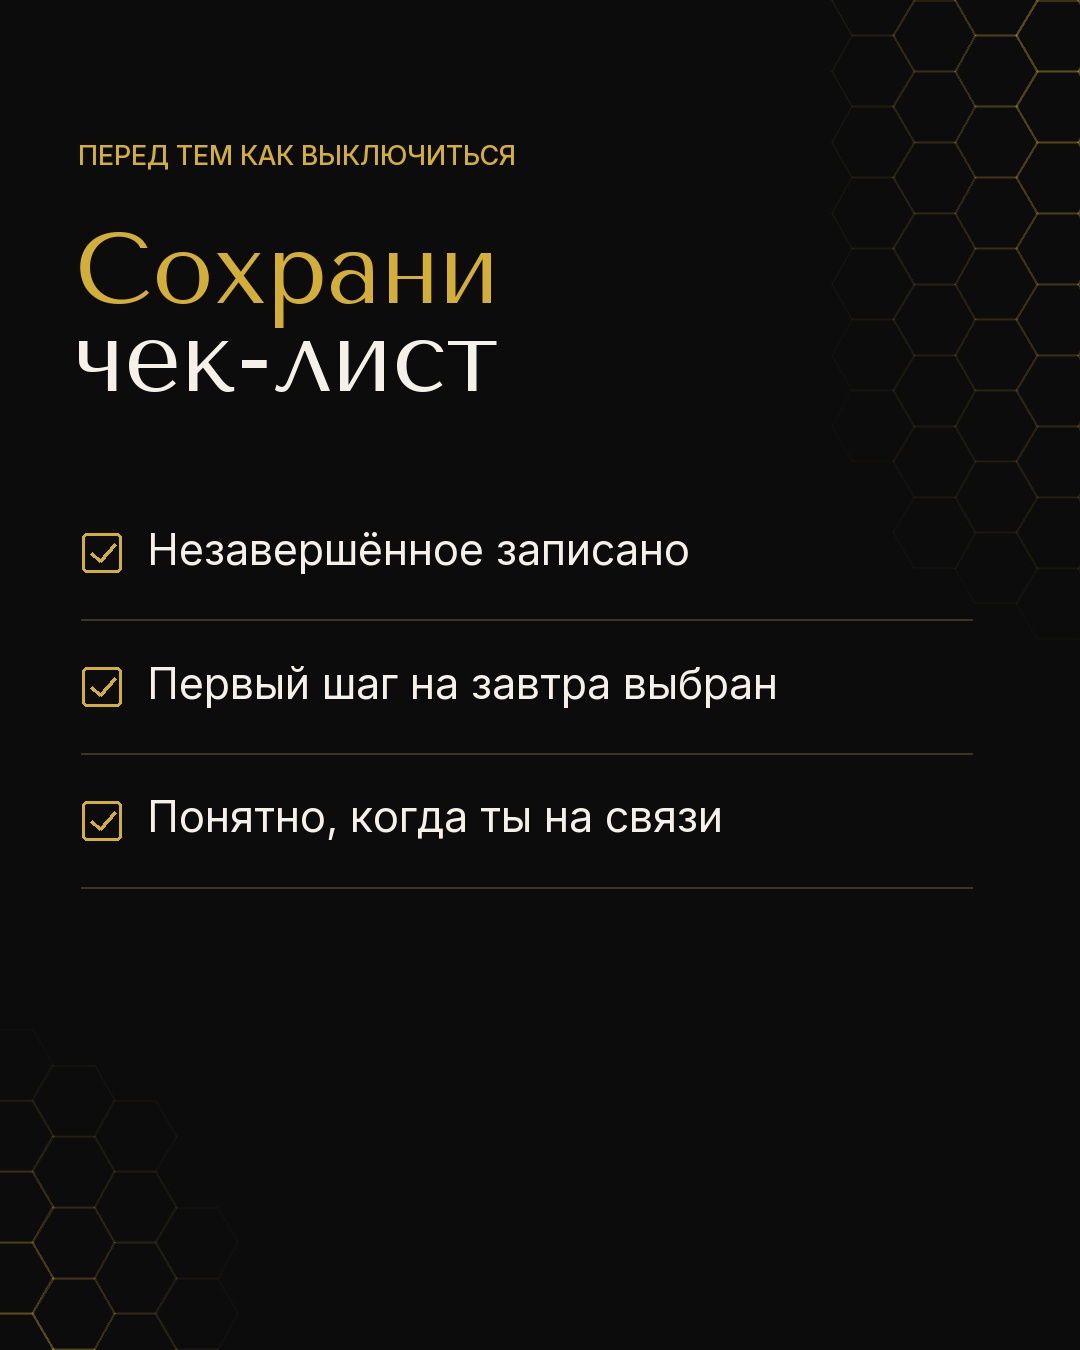 ПЕРЕД ТЕМ КАК ВЫКЛЮЧИТЬСЯ
Сохрани
чек-лист
Незавершённое записано
Первый шаг на завтра выбран
Понятно, когда ты на связи